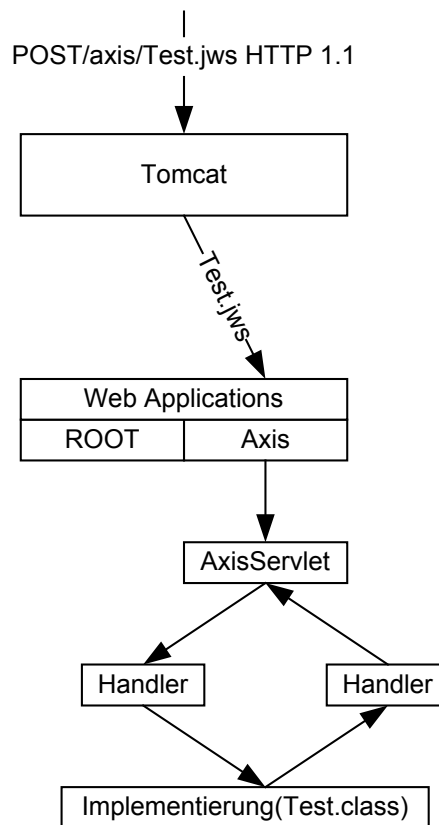 POST/axis/Test.jws HTTP 1.1
Tomcat
Test.jws
Web Applications
ROOT
Axis
AxisServlet
Handler
Handler
Implementierung(Test.class)